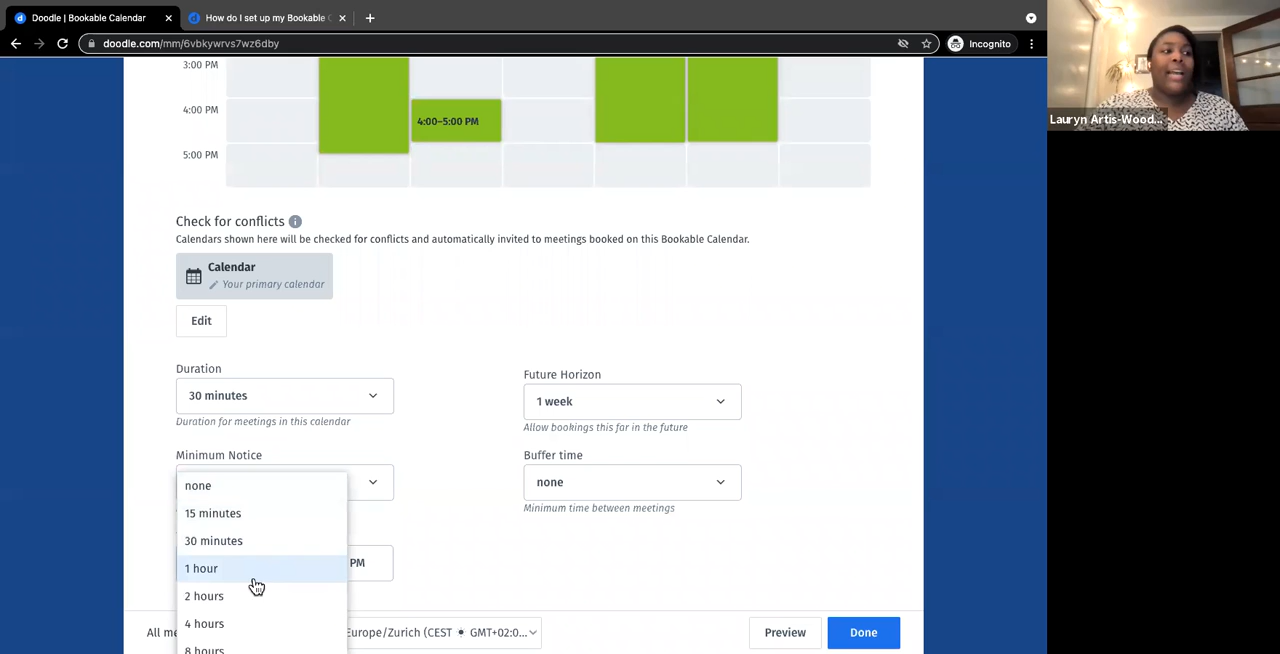 Doodle | Bookable Calendar
How do I set up my Bookable C
doodle.com/mm/6vbkywrvs7wz6dby
Incognito
Lauryn Artis-Wood...
3:00 PM
4:00 PM
4:00–5:00 PM
5:00 PM
Check for conflicts
Calendars shown here will be checked for conflicts and automatically invited to meetings booked on this Bookable Calendar.
Calendar
Your primary calendar
Edit
Duration
30 minutes
Duration for meetings in this calendar
Future Horizon
1 week
Allow bookings this far in the future
Minimum Notice
none
15 minutes
30 minutes
1 hour
2 hours
4 hours
8 hours
Buffer time
none
Minimum time between meetings
PM
All me
Europe/Zurich (CEST • GMT+02:0...
Preview
Done